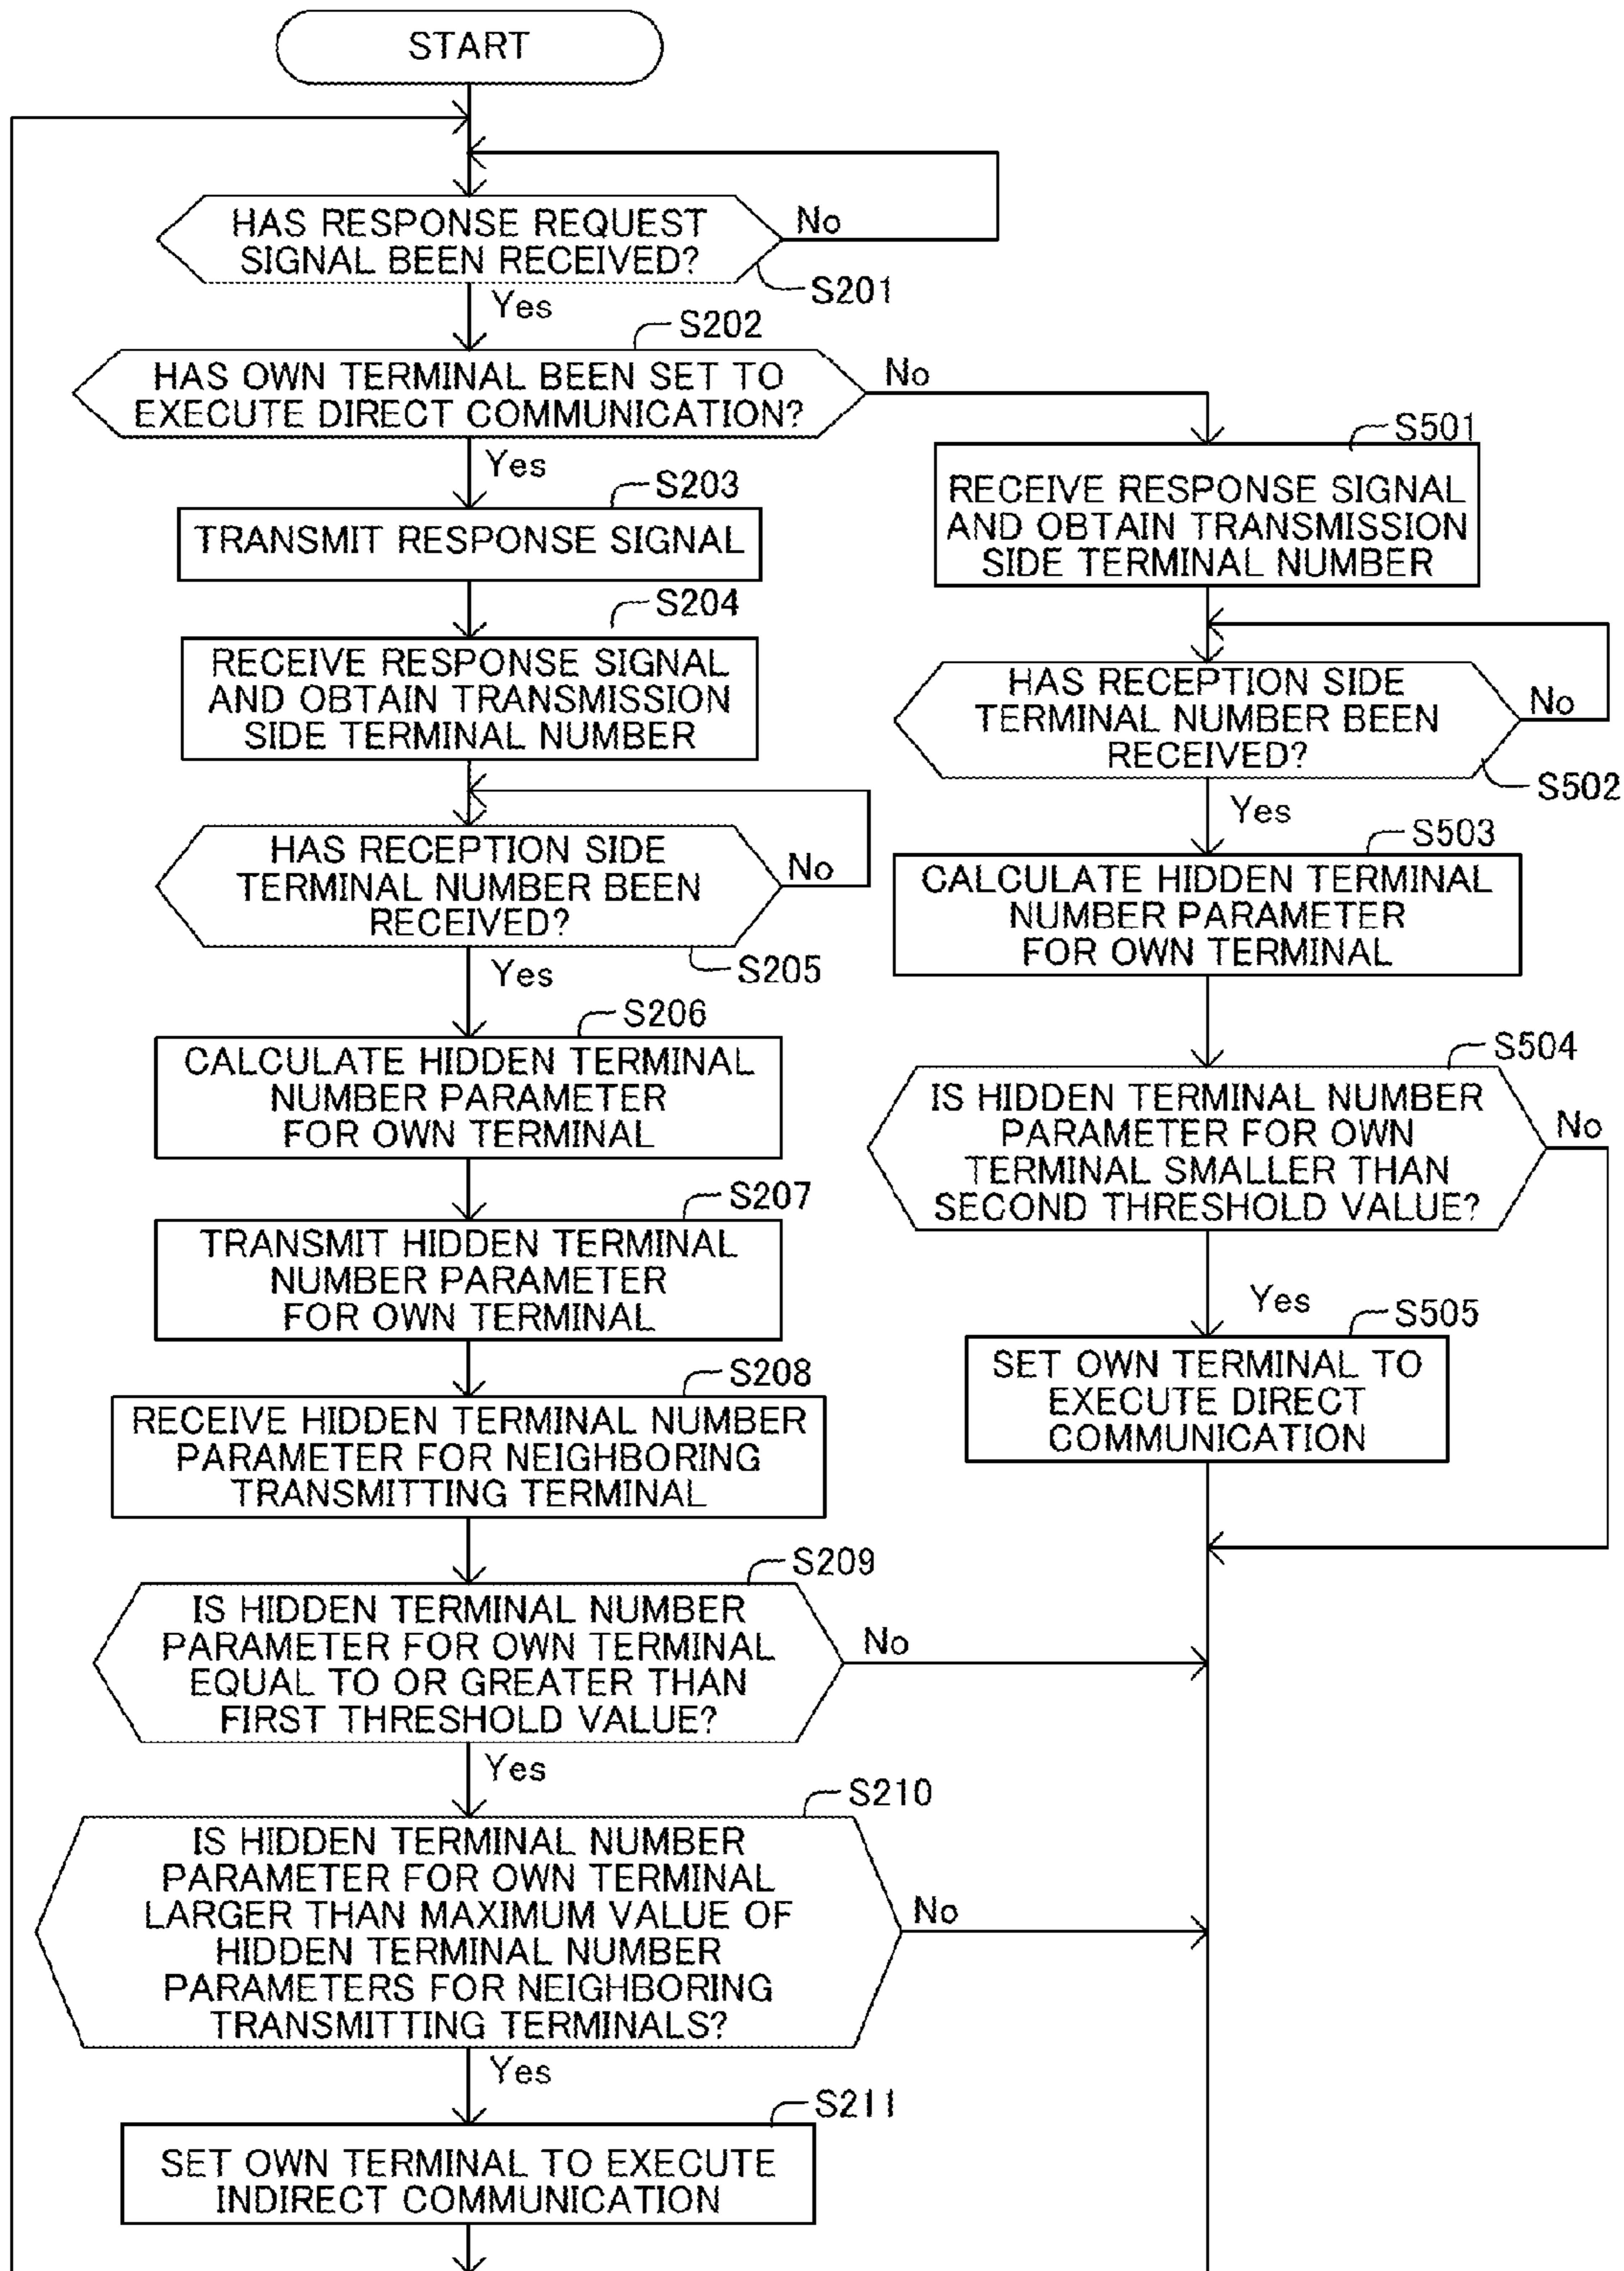 START
HAS RESPONSE REQUEST
SIGNAL BEEN RECEIVED?
No
S201
Yes
S202
HAS OWN TERMINAL BEEN SET TO
EXECUTE DIRECT COMMUNICATION?
No
Yes
S203
TRANSMIT RESPONSE SIGNAL
S204
RECEIVE RESPONSE SIGNAL
AND OBTAIN TRANSMISSION
SIDE TERMINAL NUMBER
HAS RECEPTION SIDE
TERMINAL NUMBER BEEN
RECEIVED?
No
S205
Yes
S206
CALCULATE HIDDEN TERMINAL
NUMBER PARAMETER
FOR OWN TERMINAL
S207
TRANSMIT HIDDEN TERMINAL
NUMBER PARAMETER
FOR OWN TERMINAL
S208
RECEIVE HIDDEN TERMINAL NUMBER
PARAMETER FOR NEIGHBORING
TRANSMITTING TERMINAL
S209
IS HIDDEN TERMINAL NUMBER
PARAMETER FOR OWN TERMINAL
EQUAL TO OR GREATER THAN
FIRST THRESHOLD VALUE?
No
Yes
S210
IS HIDDEN TERMINAL NUMBER
PARAMETER FOR OWN TERMINAL
LARGER THAN MAXIMUM VALUE OF
HIDDEN TERMINAL NUMBER
PARAMETERS FOR NEIGHBORING
TRANSMITTING TERMINALS?
No
Yes
S211
SET OWN TERMINAL TO EXECUTE
INDIRECT COMMUNICATION
S501
RECEIVE RESPONSE SIGNAL
AND OBTAIN TRANSMISSION
SIDE TERMINAL NUMBER
HAS RECEPTION SIDE
TERMINAL NUMBER BEEN
RECEIVED?
No
S502
Yes
S503
CALCULATE HIDDEN TERMINAL
NUMBER PARAMETER
FOR OWN TERMINAL
S504
IS HIDDEN TERMINAL NUMBER
PARAMETER FOR OWN
TERMINAL SMALLER THAN
SECOND THRESHOLD VALUE?
No
Yes
S505
SET OWN TERMINAL TO
EXECUTE DIRECT
COMMUNICATION